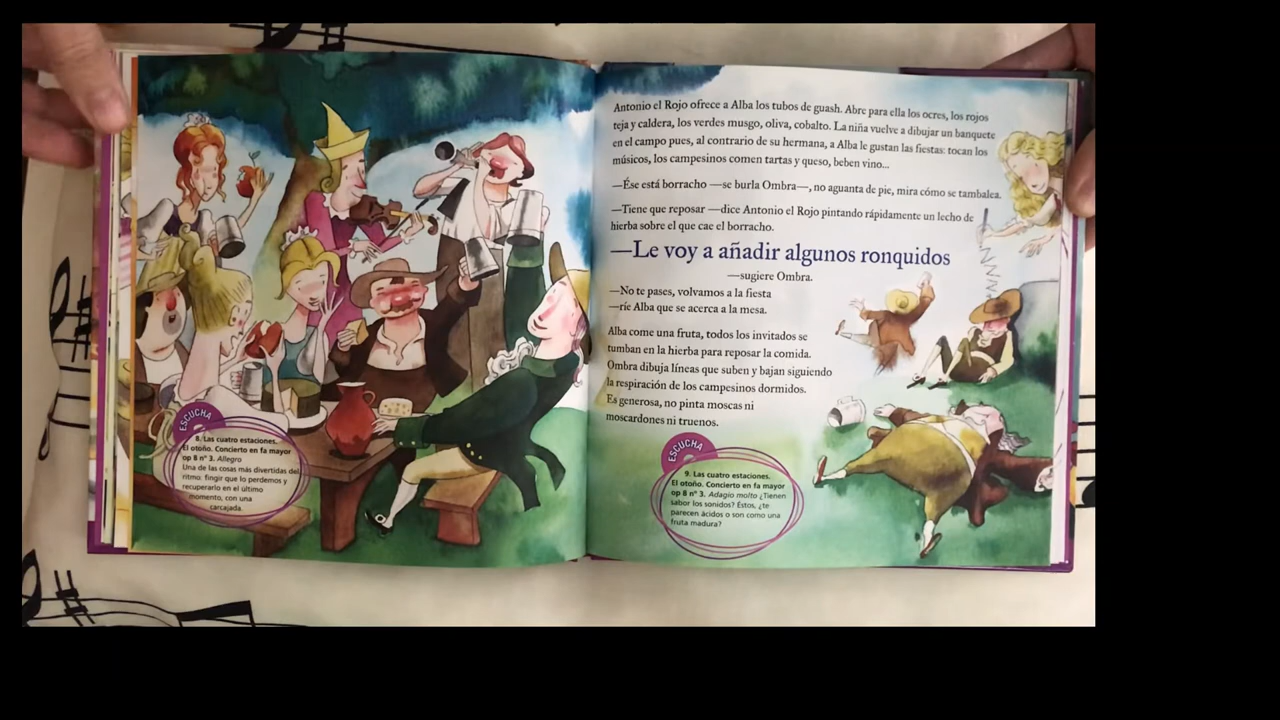 ESCUCHA
8. Las cuatro estaciones.
El otoño. Concierto en fa mayor
op 8 nº 3. Allegro
Una de las cosas más divertidas del
ritmo: fingir que lo perdemos y
recuperarlo en el último
momento, con una
carcajada.
Antonio el Rojo ofrece a Alba los tubos de guash. Abre para ella los ocres, los rojos
teja y caldera, los verdes musgo, oliva, cobalto. La niña vuelve a dibujar un banquete
en el campo pues, al contrario de su hermana, a Alba le gustan las fiestas: tocan los
músicos, los campesinos comen tartas y queso, beben vino...
—Ése está borracho —se burla Ombra—, no aguanta de pie, mira cómo se tambalea.
—Tiene que reposar —dice Antonio el Rojo pintando rápidamente un lecho de
hierba sobre el que cae el borracho.
—Le voy a añadir algunos ronquidos
—sugiere Ombra.
—No te pases, volvamos a la fiesta
—ríe Alba que se acerca a la mesa.
Alba come una fruta, todos los invitados se
tumban en la hierba para reposar la comida.
Ombra dibuja líneas que suben y bajan siguiendo
la respiración de los campesinos dormidos.
Es generosa, no pinta moscas ni
moscardones ni truenos.
ESCUCHA
9. Las cuatro estaciones.
El otoño. Concierto en fa mayor
op 8 nº 3. Adagio molto ¿Tienen
sabor los sonidos? Éstos, ¿te
parecen ácidos o son como una
fruta madura?